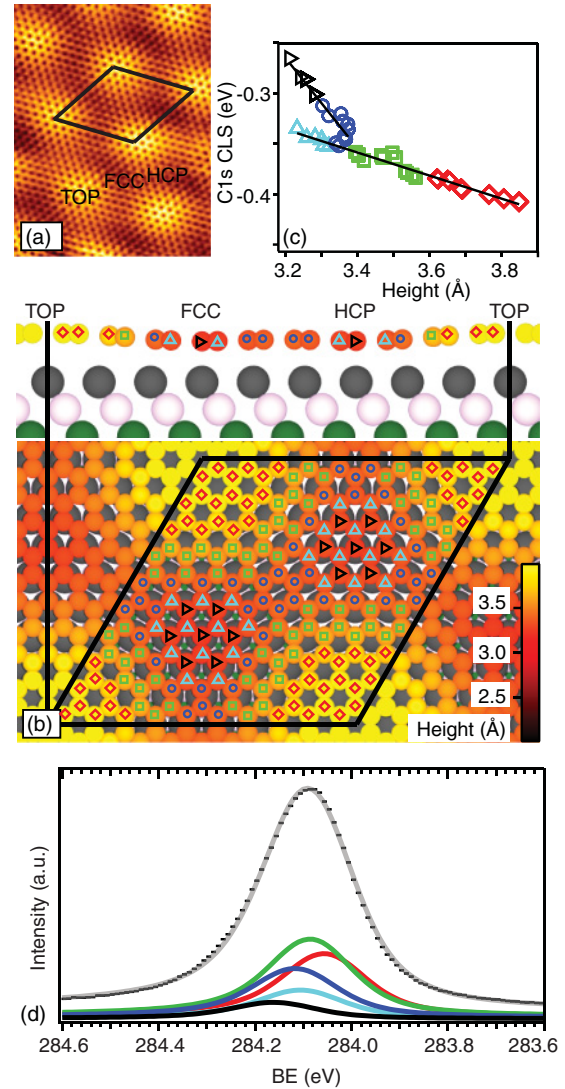 TOP
FCC
HCP
(a)
C1s CLS (eV)
-0.3
-0.4
(c)
3.2 3.4 3.6 3.8
Height (Å)
TOP FCC HCP TOP
3.5
3.0
2.5
Height (Å)
(b)
Intensity (a.u.)
(d)
284.6 284.4 284.2 284.0 283.8 283.6
BE (eV)